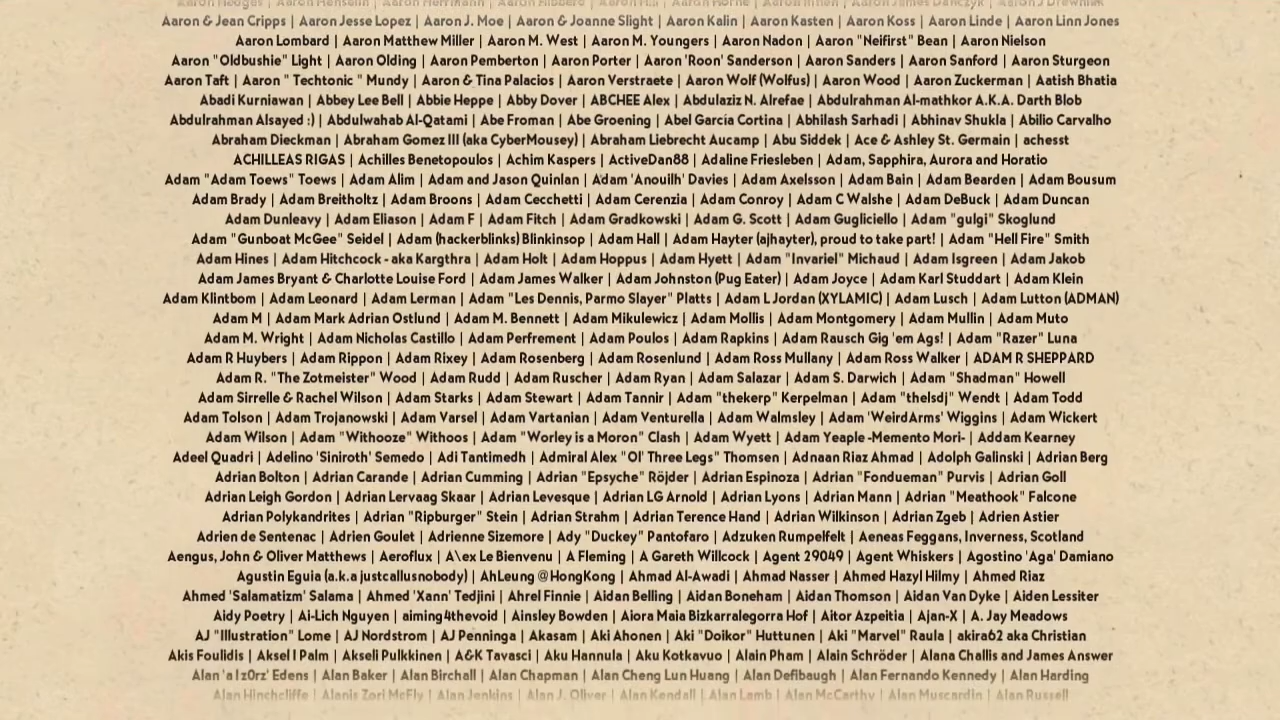 Aaron & Jean Cripps | Aaron Jesse Lopez | Aaron J. Moe | Aaron & Joanne Slight | Aaron Kalin | Aaron Kasten | Aaron Koss | Aaron Linde | Aaron Linn Jones
Aaron Lombard | Aaron Matthew Miller | Aaron M. West | Aaron M. Youngers | Aaron Nadon | Aaron "Neifirst" Bean | Aaron Nielson
Aaron "Oldbushie" Light | Aaron Olding | Aaron Pemberton | Aaron Porter | Aaron 'Roon' Sanderson | Aaron Sanders | Aaron Sanford | Aaron Sturgeon
Aaron Taft | Aaron " Techtonic " Mundy | Aaron & Tina Palacios | Aaron Verstraete | Aaron Wolf (Wolfus) | Aaron Wood | Aaron Zuckerman | Aatish Bhatia
Abadi Kurniawan | Abbey Lee Bell | Abbie Heppe | Abby Dover | ABCHEE Alex | Abdulaziz N. Alrefae | Abdulrahman Al-mathkor A.K.A. Darth Blob
Abdulrahman Alsayed :) | Abdulwahab Al-Qatami | Abe Froman | Abe Groening | Abel García Cortina | Abhilash Sarhadi | Abhinav Shukla | Abilio Carvalho
Abraham Dieckman | Abraham Gomez III (aka CyberMousey) | Abraham Liebrecht Aucamp | Abu Siddek | Ace & Ashley St. Germain | achesst
ACHILLEAS RIGAS | Achilles Benetopoulos | Achim Kaspers | ActiveDan88 | Adaline Friesleben | Adam, Sapphira, Aurora and Horatio
Adam "Adam Toews" Toews | Adam Alim | Adam and Jason Quinlan | Adam 'Anouilh' Davies | Adam Axelsson | Adam Bain | Adam Bearden | Adam Bousum
Adam Brady | Adam Breitholtz | Adam Broons | Adam Cecchetti | Adam Cerenzia | Adam Conroy | Adam C Walshe | Adam DeBuck | Adam Duncan
Adam Dunleavy | Adam Eliason | Adam F | Adam Fitch | Adam Gradkowski | Adam G. Scott | Adam Gugliciello | Adam "gulgi" Skoglund
Adam "Gunboat McGee" Seidel | Adam (hackerblinks) Blinkinsop | Adam Hall | Adam Hayter (ajhayter), proud to take part! | Adam "Hell Fire" Smith
Adam Hines | Adam Hitchcock - aka Kargthra | Adam Holt | Adam Hoppus | Adam Hyett | Adam "Invariel" Michaud | Adam Isgreen | Adam Jakob
Adam James Bryant & Charlotte Louise Ford | Adam James Walker | Adam Johnston (Pug Eater) | Adam Joyce | Adam Karl Studdart | Adam Klein
Adam Klintbom | Adam Leonard | Adam Lerman | Adam "Les Dennis, Parmo Slayer" Platts | Adam L Jordan (XYLAMIC) | Adam Lusch | Adam Lutton (ADMAN)
Adam M | Adam Mark Adrian Ostlund | Adam M. Bennett | Adam Mikulewicz | Adam Mollis | Adam Montgomery | Adam Mullin | Adam Muto
Adam M. Wright | Adam Nicholas Castillo | Adam Perfrement | Adam Poulos | Adam Rapkins | Adam Rausch Gig 'em Ags! | Adam "Razer" Luna
Adam R Huybers | Adam Rippon | Adam Rixey | Adam Rosenberg | Adam Rosenlund | Adam Ross Mullany | Adam Ross Walker | ADAM R SHEPPARD
Adam R. "The Zotmeister" Wood | Adam Rudd | Adam Ruscher | Adam Ryan | Adam Salazar | Adam S. Darwich | Adam "Shadman" Howell
Adam Sirrelle & Rachel Wilson | Adam Starks | Adam Stewart | Adam Tannir | Adam "thekerp" Kerpelman | Adam "thelsdj" Wendt | Adam Todd
Adam Tolson | Adam Trojanowski | Adam Varsel | Adam Vartanian | Adam Venturella | Adam Walmsley | Adam 'WeirdArms' Wiggins | Adam Wickert
Adam Wilson | Adam "Withooze" Withoos | Adam "Worley is a Moron" Clash | Adam Wyett | Adam Yeaple -Memento Mori- | Addam Kearney
Adeel Quadri | Adelino 'Siniroth' Semedo | Adi Tantimedh | Admiral Alex "Ol' Three Legs" Thomsen | Adnaan Riaz Ahmad | Adolph Galinski | Adrian Berg
Adrian Bolton | Adrian Carande | Adrian Cumming | Adrian "Epsyche" Röjder | Adrian Espinoza | Adrian "Fondueman" Purvis | Adrian Goll
Adrian Leigh Gordon | Adrian Lervaag Skaar | Adrian Levesque | Adrian LG Arnold | Adrian Lyons | Adrian Mann | Adrian "Meathook" Falcone
Adrian Polykandrites | Adrian "Ripburger" Stein | Adrian Strahm | Adrian Terence Hand | Adrian Wilkinson | Adrian Zgeb | Adrien Astier
Adrien de Sentenac | Adrien Goulet | Adrienne Sizemore | Ady "Duckey" Pantofaro | Adzuken Rumpelfelt | Aeneas Feggans, Inverness, Scotland
Aengus, John & Oliver Matthews | Aeroflux | A\ex Le Bienvenu | A Fleming | A Gareth Willcock | Agent 29049 | Agent Whiskers | Agostino 'Aga' Damiano
Agustin Eguia (a.k.a justcallusnobody) | AhLeung @HongKong | Ahmad Al-Awadi | Ahmad Nasser | Ahmed Hazyl Hilmy | Ahmed Riaz
Ahmed 'Salamatizm' Salama | Ahmed 'Xann' Tedjini | Ahrel Finnie | Aidan Belling | Aidan Boneham | Aidan Thomson | Aidan Van Dyke | Aiden Lessiter
Aidy Poetry | Ai-Lich Nguyen | aiming4thevoid | Ainsley Bowden | Aiora Maia Bizkarralegorra Hof | Aitor Azpeitia | Ajan-X | A. Jay Meadows
AJ "Illustration" Lome | AJ Nordstrom | AJ Penninga | Akasam | Aki Ahonen | Aki "Doikor" Huttunen | Aki "Marvel" Raula | akira62 aka Christian
Akis Foulidis | Aksel I Palm | Akseli Pulkkinen | A&K Tavasci | Aku Hannula | Aku Kotkavuo | Alain Pham | Alain Schröder | Alana Challis and James Answer
Alan 'a1z0rz' Edens | Alan Baker | Alan Birchall | Alan Chapman | Alan Cheng Lun Huang | Alan Defibaugh | Alan Fernando Kennedy | Alan Harding
Alan Hinchcliffe | Alanis Zori McFly | Alan Jenkins | Alan J. Oliver | Alan Kendall | Alan Lamb | Alan McCarthy | Alan Muscardin | Alan Russell